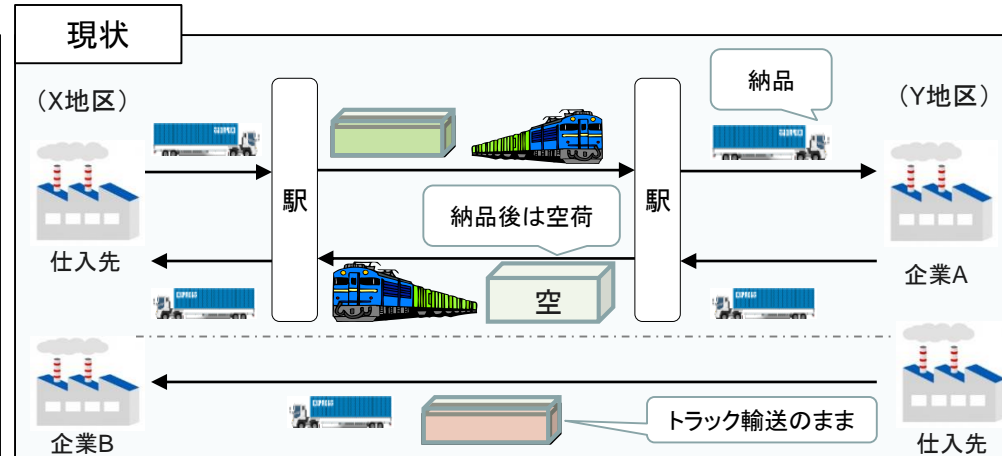 現状
（X地区）
納品
（Y地区）
駅
駅
納品後は空荷
仕入先
企業A
空
EXPRESS
EXPRESS
トラック輸送のまま
企業B
仕入先